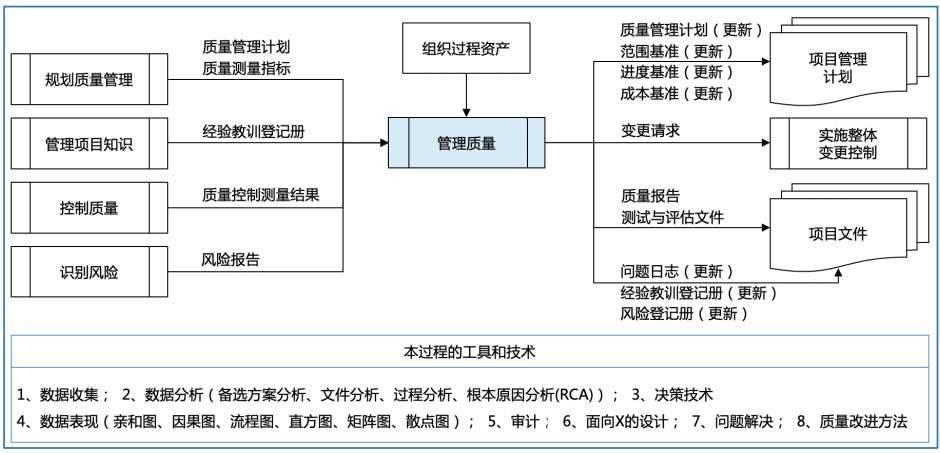 规划质量管理
质量管理计划
质量测量指标
管理项目知识
经验教训登记册
控制质量
质量控制测量结果
识别风险
风险报告
组织过程资产
管理质量
质量管理计划（更新）
范围基准（更新）
进度基准（更新）
成本基准（更新）
项目管理
计划
变更请求
实施整体
变更控制
质量报告
测试与评估文件
项目文件
问题日志（更新）
经验教训登记册（更新）
风险登记册（更新）
本过程的工具和技术
1、数据收集； 2、数据分析（备选方案分析、文件分析、过程分析、根本原因分析(RCA)）； 3、决策技术
4、数据表现（亲和图、因果图、流程图、直方图、矩阵图、散点图）； 5、审计； 6、面向X的设计； 7、问题解决； 8、质量改进方法